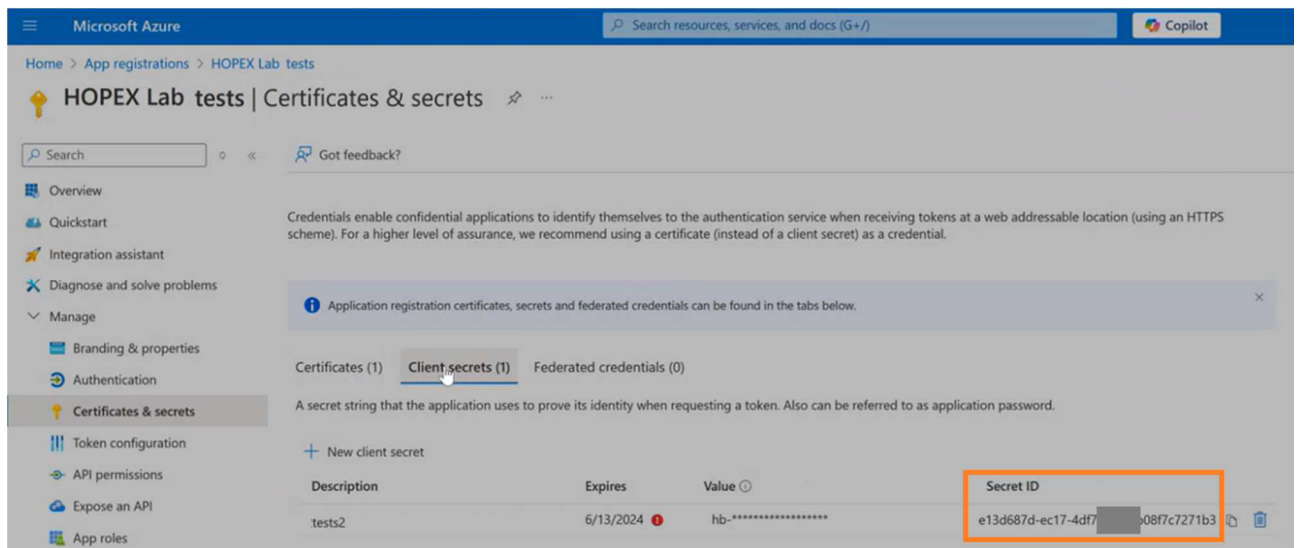 Microsoft Azure
Search resources, services, and docs (G+/)
Copilot
Home > App registrations > HOPEX Lab tests
HOPEX Lab tests | Certificates & secrets
Search
Got feedback?
Overview
Quickstart
Integration assistant
Diagnose and solve problems
Manage
Branding & properties
Authentication
Certificates & secrets
Token configuration
API permissions
Expose an API
App roles
Credentials enable confidential applications to identify themselves to the authentication service when receiving tokens at a web addressable location (using an HTTPS
scheme). For a higher level of assurance, we recommend using a certificate (instead of a client secret) as a credential.
Application registration certificates, secrets and federated credentials can be found in the tabs below.
Certificates (1) Client secrets (1) Federated credentials (0)
A secret string that the application uses to prove its identity when requesting a token. Also can be referred to as application password.
New client secret
Description Expires Value Secret ID
tests2 6/13/2024 hb-****************** e13d687d-ec17-4df7 08f7c7271b3